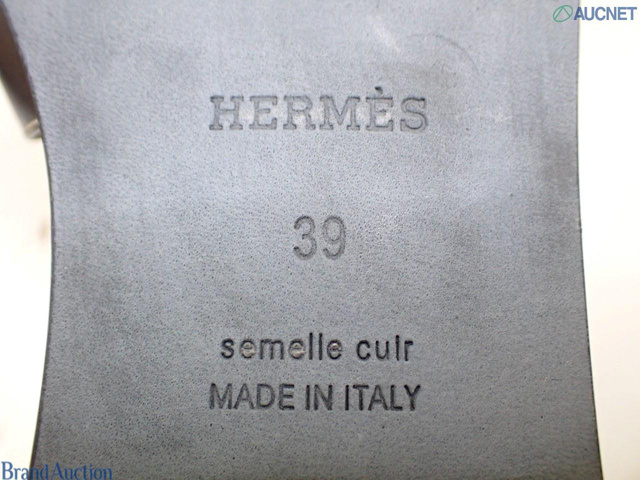 AUCNET
HERMÈS
39
semelle cuir
MADE IN ITALY
Brand Auction